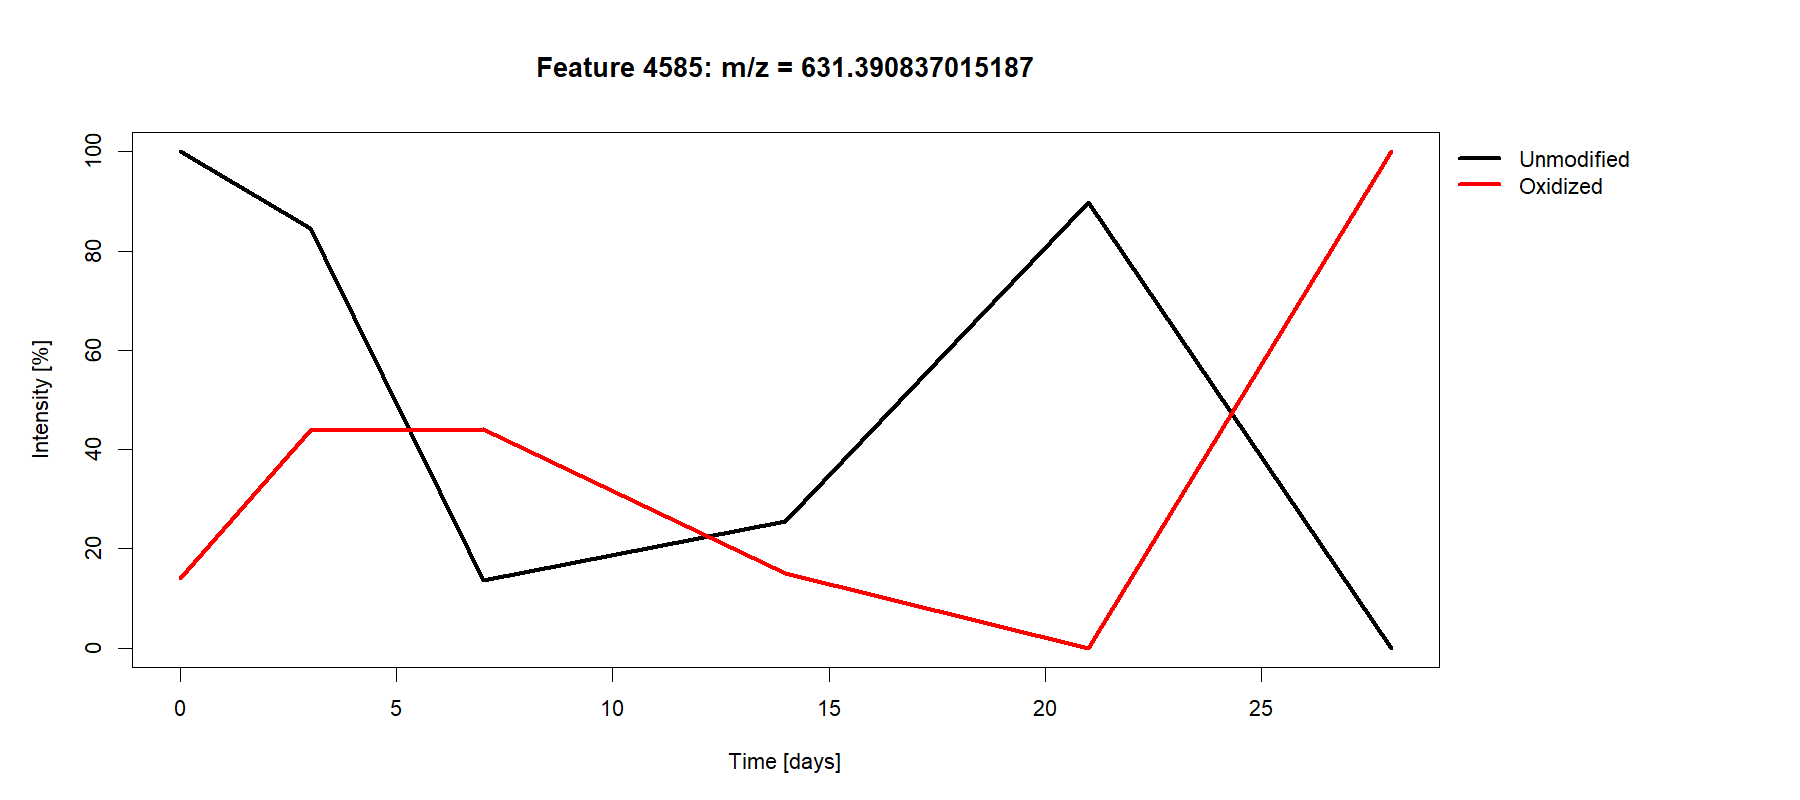 Feature 4585: m/z = 631.390837015187
Unmodified
Oxidized
Intensity [%]
100
80
60
40
20
0
0 5 10 15 20 25
Time [days]